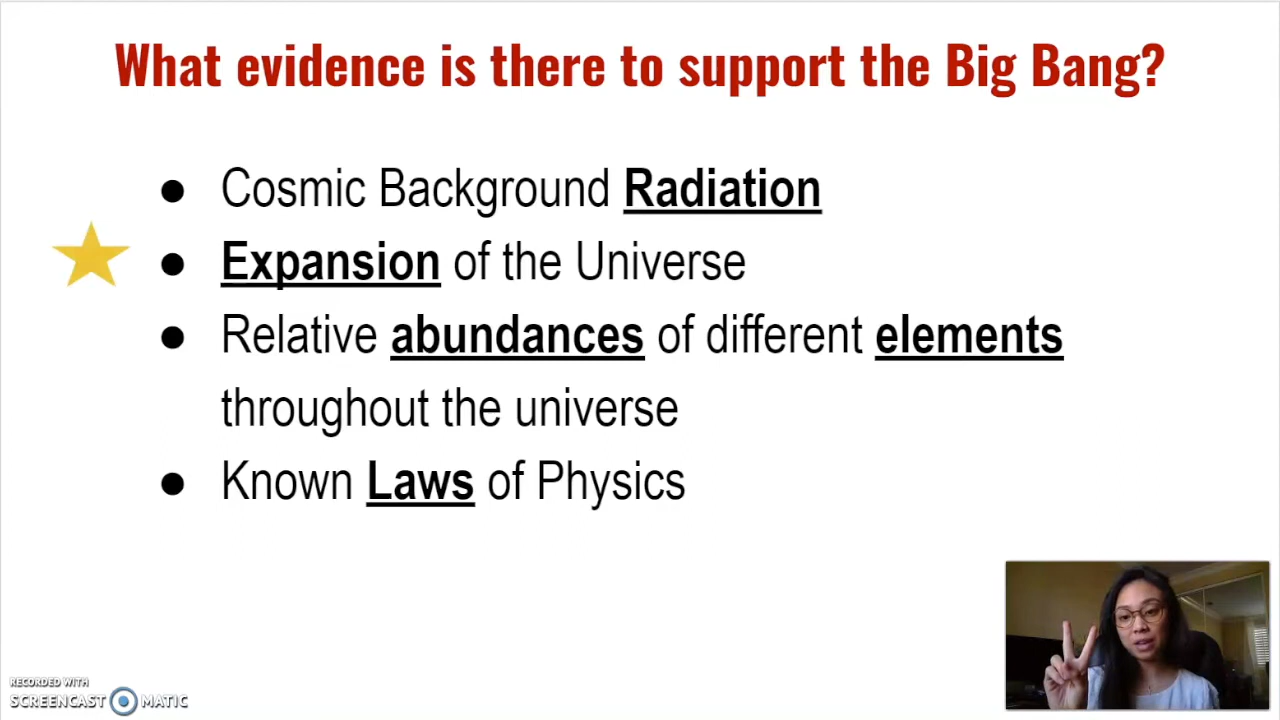 What evidence is there to support the Big Bang?
● Cosmic Background Radiation
● Expansion of the Universe
● Relative abundances of different elements
throughout the universe
● Known Laws of Physics
RECORDED WITH
SCREENCAST MATIC